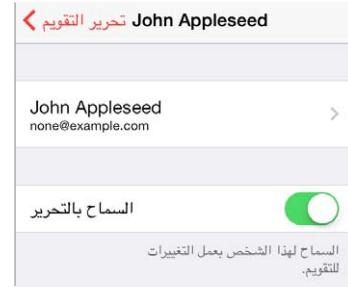 تحرير التقويم John Appleseed
John Appleseed
none@example.com
السماح بالتحرير
السماح لهذا الشخص بعمل التغييرات
للتقويم.